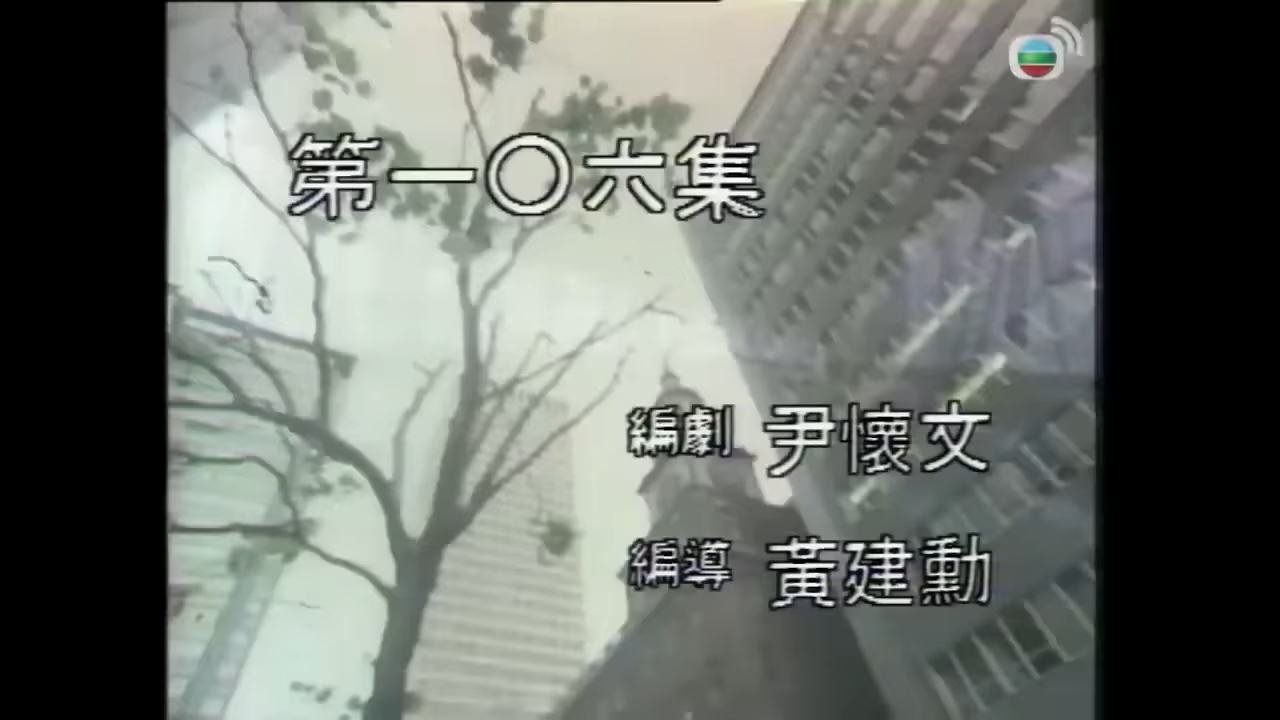 第一〇六集
編劇 尹懷文
編導 黃建勳